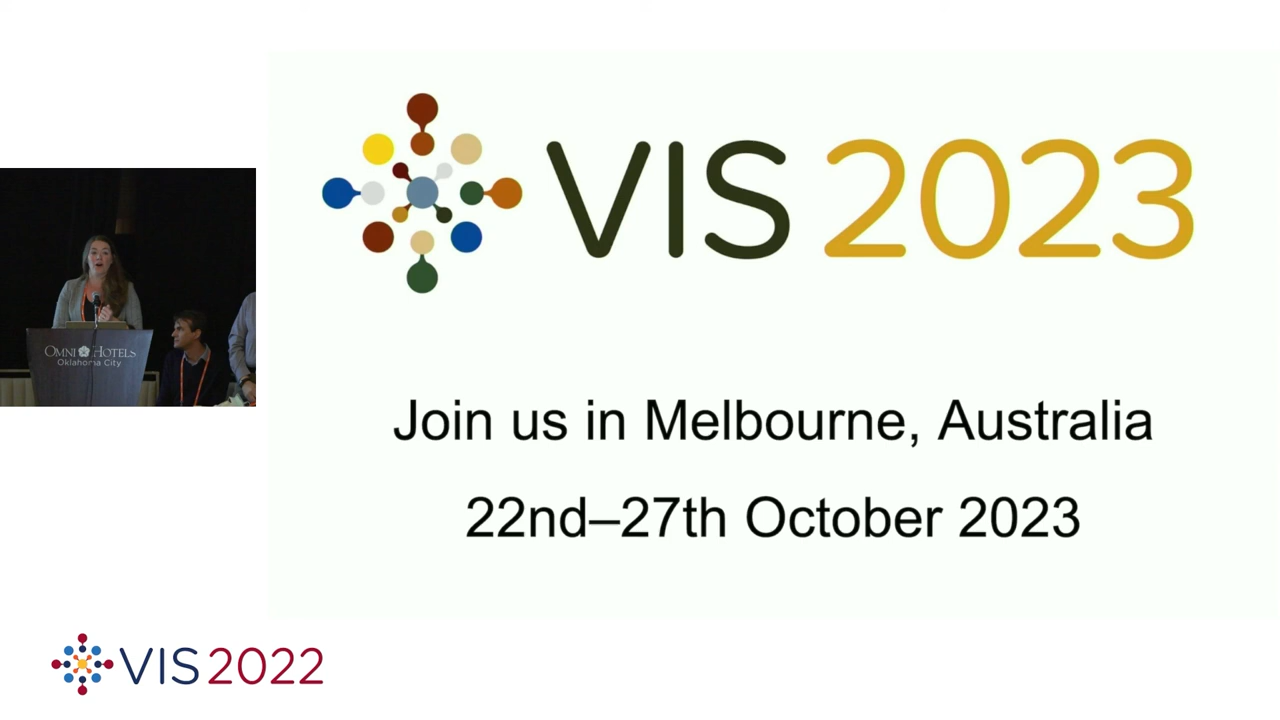 VIS 2023
Join us in Melbourne, Australia
22nd–27th October 2023
OMNI HOTELS
Oklahoma City
VIS 2022